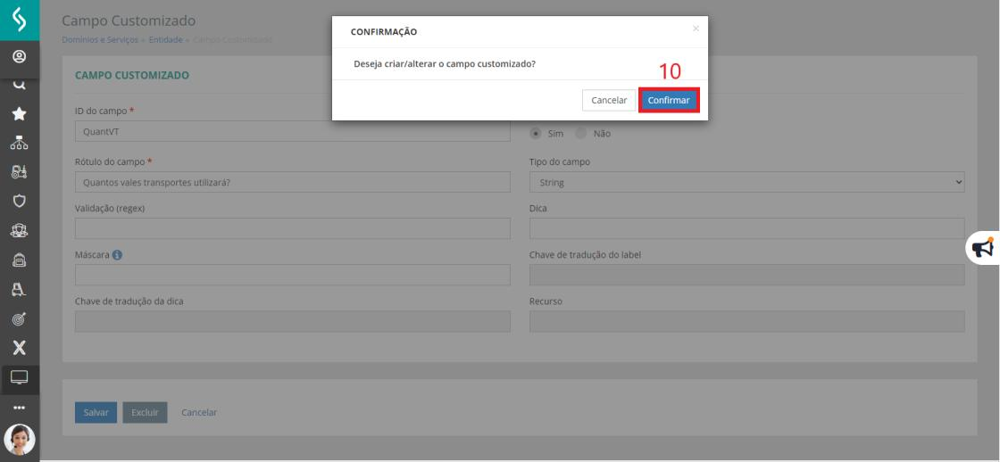 Campo Customizado
Domínios e Serviços » Entidade » Campo Customizado
CONFIRMAÇÃO
×
Deseja criar/alterar o campo customizado?
10
Cancelar Confirmar
CAMPO CUSTOMIZADO
ID do campo *
QuantVT
Sim Não
Rótulo do campo * Tipo do campo
Quantos vales transportes utilizará? String
Validação (regex) Dica
Máscara Chave de tradução do label
Chave de tradução da dica Recurso
Salvar Excluir Cancelar